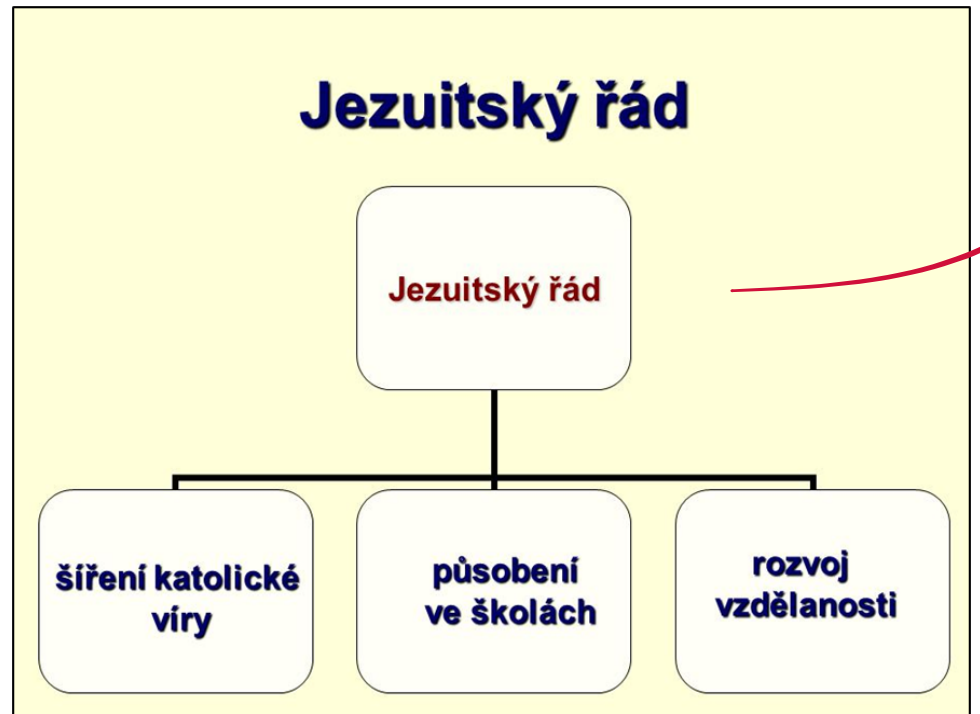 Jezuitský řád
Jezuitský řád
šíření katolické
víry
působení
ve školách
rozvoj
vzdělanosti